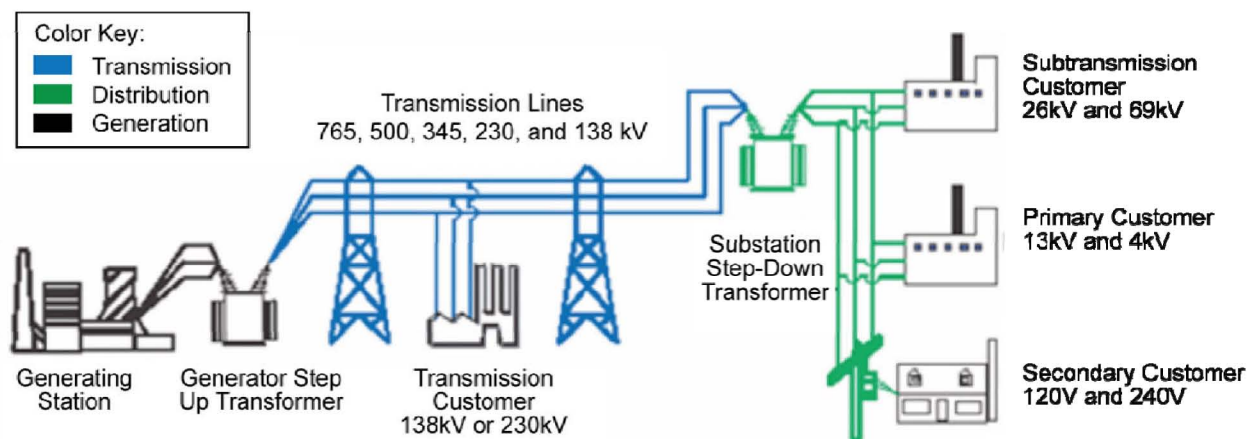 Color Key:
Transmission
Distribution
Generation
Transmission Lines
765, 500, 345, 230, and 138 kV
Subtransmission
Customer
26kV and 69kV
Primary Customer
13kV and 4kV
Substation
Step-Down
Transformer
Generating
Station
Generator Step
Up Transformer
Transmission
Customer
138kV or 230kV
Secondary Customer
120V and 240V